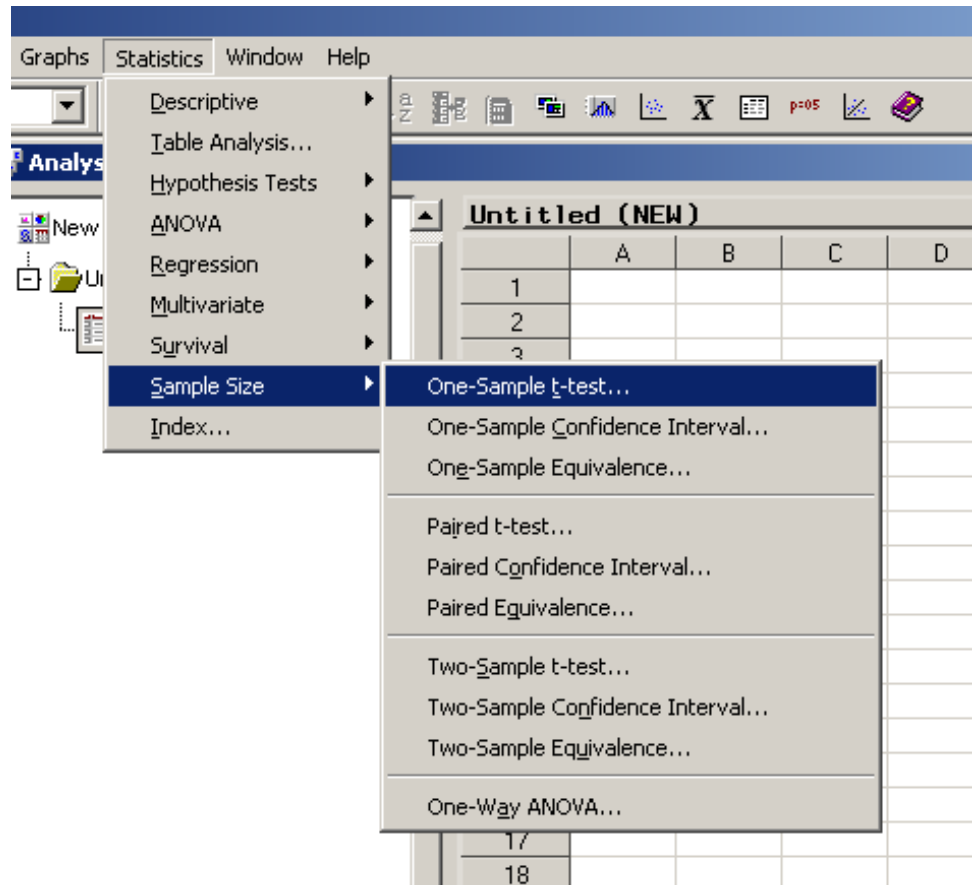 Graphs Statistics Window Help
p=05
Descriptive
Table Analysis...
Hypothesis Tests
ANOVA
Regression
Multivariate
Survival
Sample Size
Index...
Analys
New
Untitled (NEW)
A B C D
1
2
3
One-Sample t-test...
One-Sample Confidence Interval...
One-Sample Equivalence...
Paired t-test...
Paired Confidence Interval...
Paired Equivalence...
Two-Sample t-test...
Two-Sample Confidence Interval...
Two-Sample Equivalence...
One-Way ANOVA...
17
18